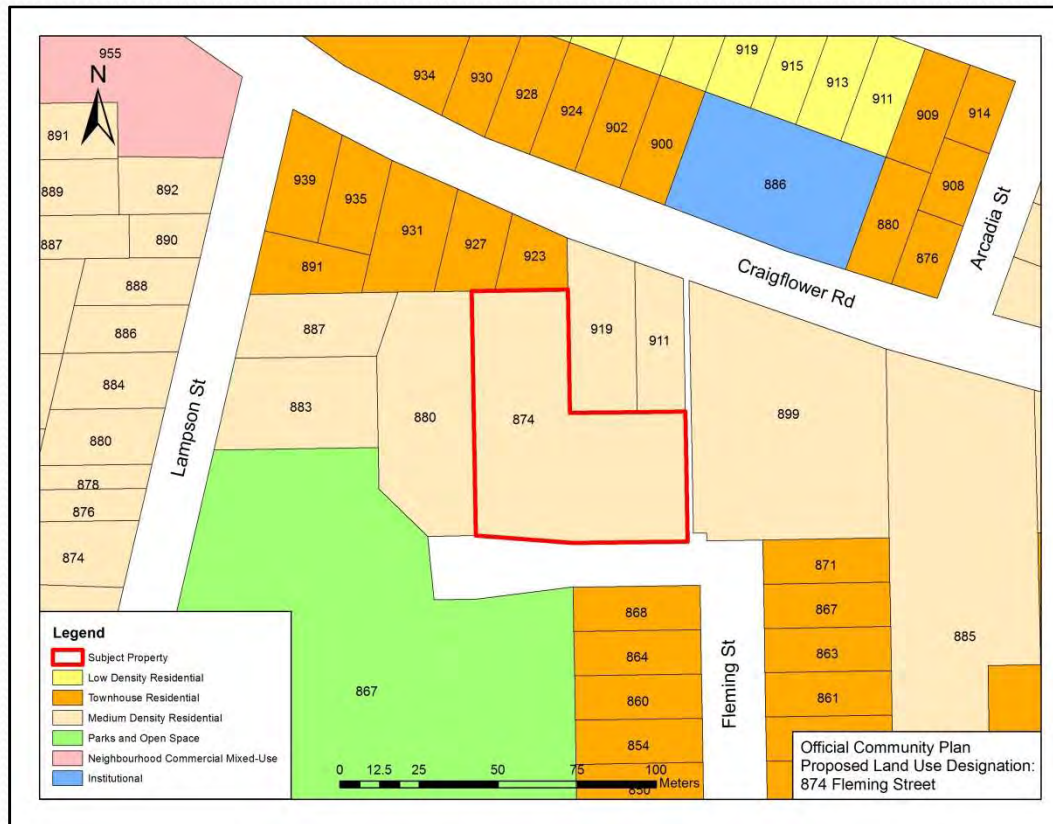 955
N
891
889
892
887
890
888
886
884
880
878
876
874
Lampson St
934
930
928
924
902
900
919
915
913
911
909
914
908
886
880
876
Arcadia St
Craigflower Rd
939
935
931
927
923
891
887
883
880
874
919
911
899
885
871
867
863
861
868
864
860
854
850
Fleming St
867
Legend
Subject Property
Low Density Residential
Townhouse Residential
Medium Density Residential
Parks and Open Space
Neighbourhood Commercial Mixed-Use
Institutional
0 12.5 25 50 75 100
Meters
Official Community Plan
Proposed Land Use Designation:
874 Fleming Street